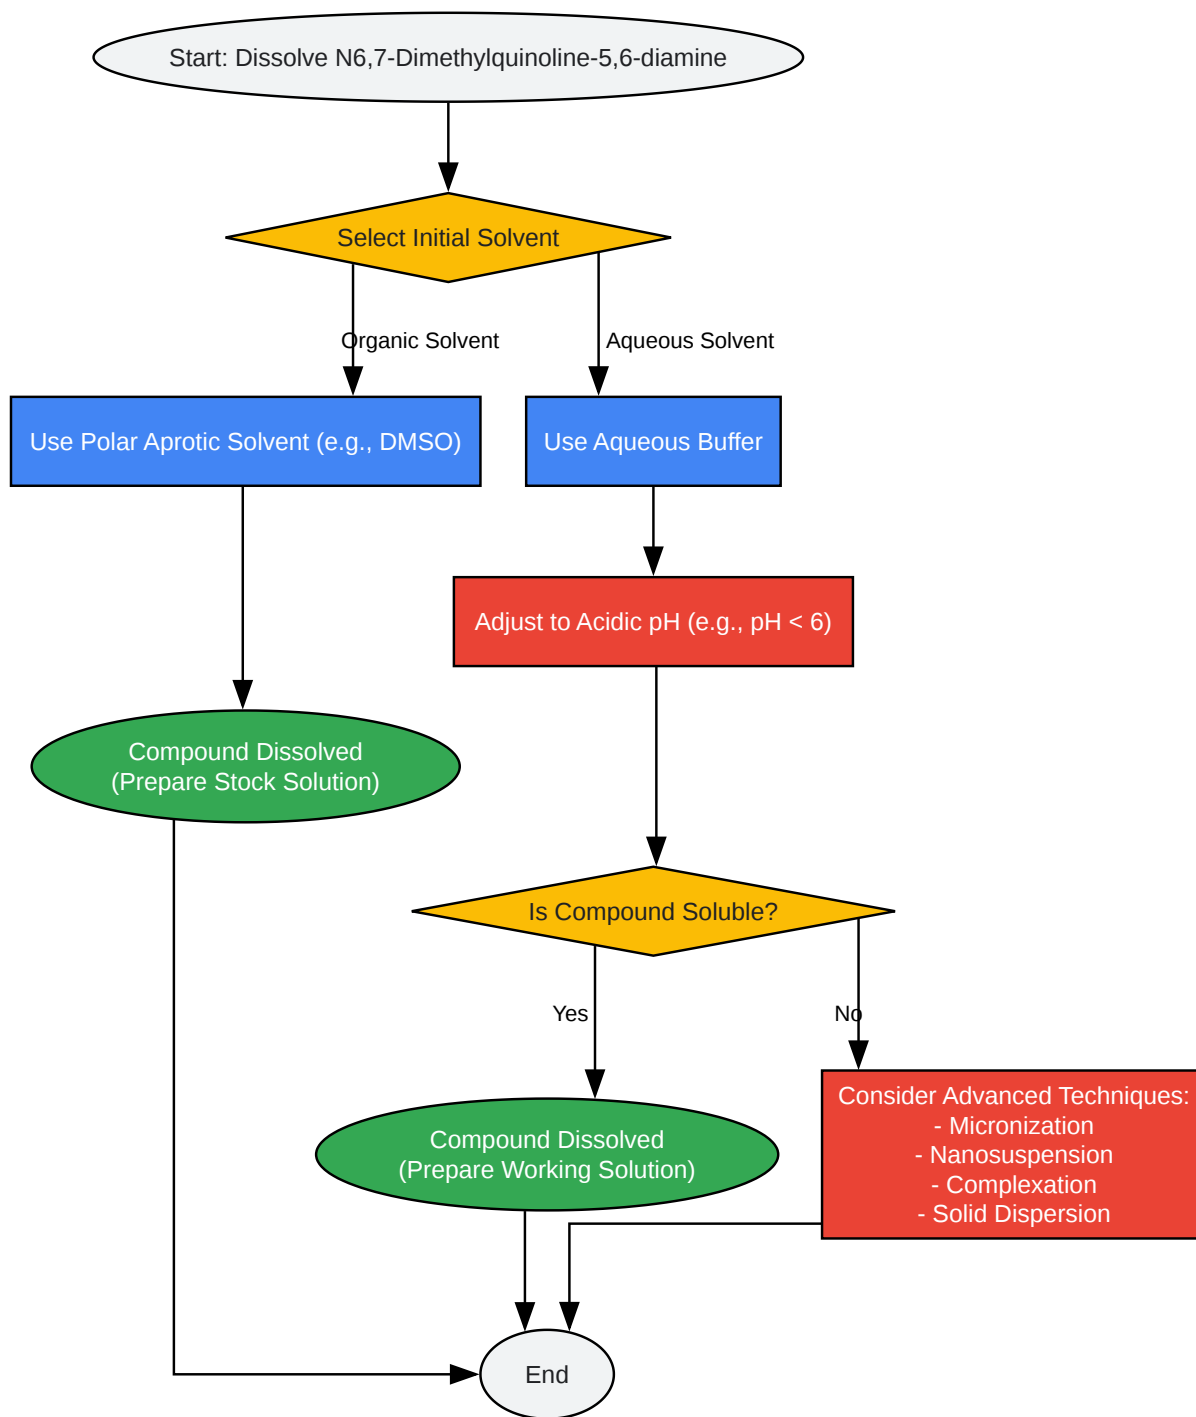 Start: Dissolve N6,7-Dimethylquinoline-5,6-diamine
Select Initial Solvent
Organic Solvent
Aqueous Solvent
Use Polar Aprotic Solvent (e.g., DMSO)
Use Aqueous Buffer
Adjust to Acidic pH (e.g., pH < 6)
Compound Dissolved
(Prepare Stock Solution)
Is Compound Soluble?
Yes
No
Consider Advanced Techniques:
- Micronization
- Nanosuspension
- Complexation
- Solid Dispersion
Compound Dissolved
(Prepare Working Solution)
End